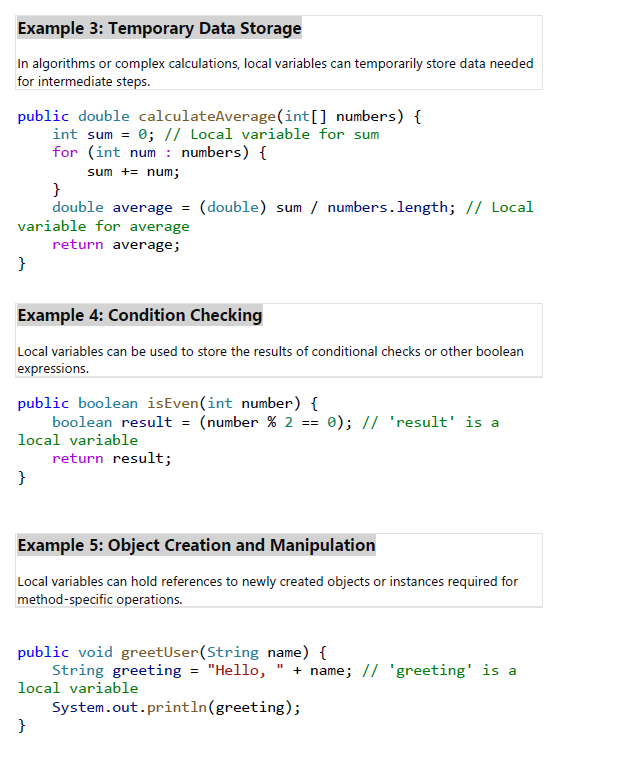 Example 3: Temporary Data Storage
In algorithms or complex calculations, local variables can temporarily store data needed
for intermediate steps.
public double calculateAverage(int[] numbers) {
    int sum = 0; // Local variable for sum
    for (int num : numbers) {
        sum += num;
    }
    double average = (double) sum / numbers.length; // Local
variable for average
    return average;
}
Example 4: Condition Checking
Local variables can be used to store the results of conditional checks or other boolean
expressions.
public boolean isEven(int number) {
    boolean result = (number % 2 == 0); // 'result' is a
local variable
    return result;
}
Example 5: Object Creation and Manipulation
Local variables can hold references to newly created objects or instances required for
method-specific operations.
public void greetUser(String name) {
    String greeting = "Hello, " + name; // 'greeting' is a
local variable
    System.out.println(greeting);
}